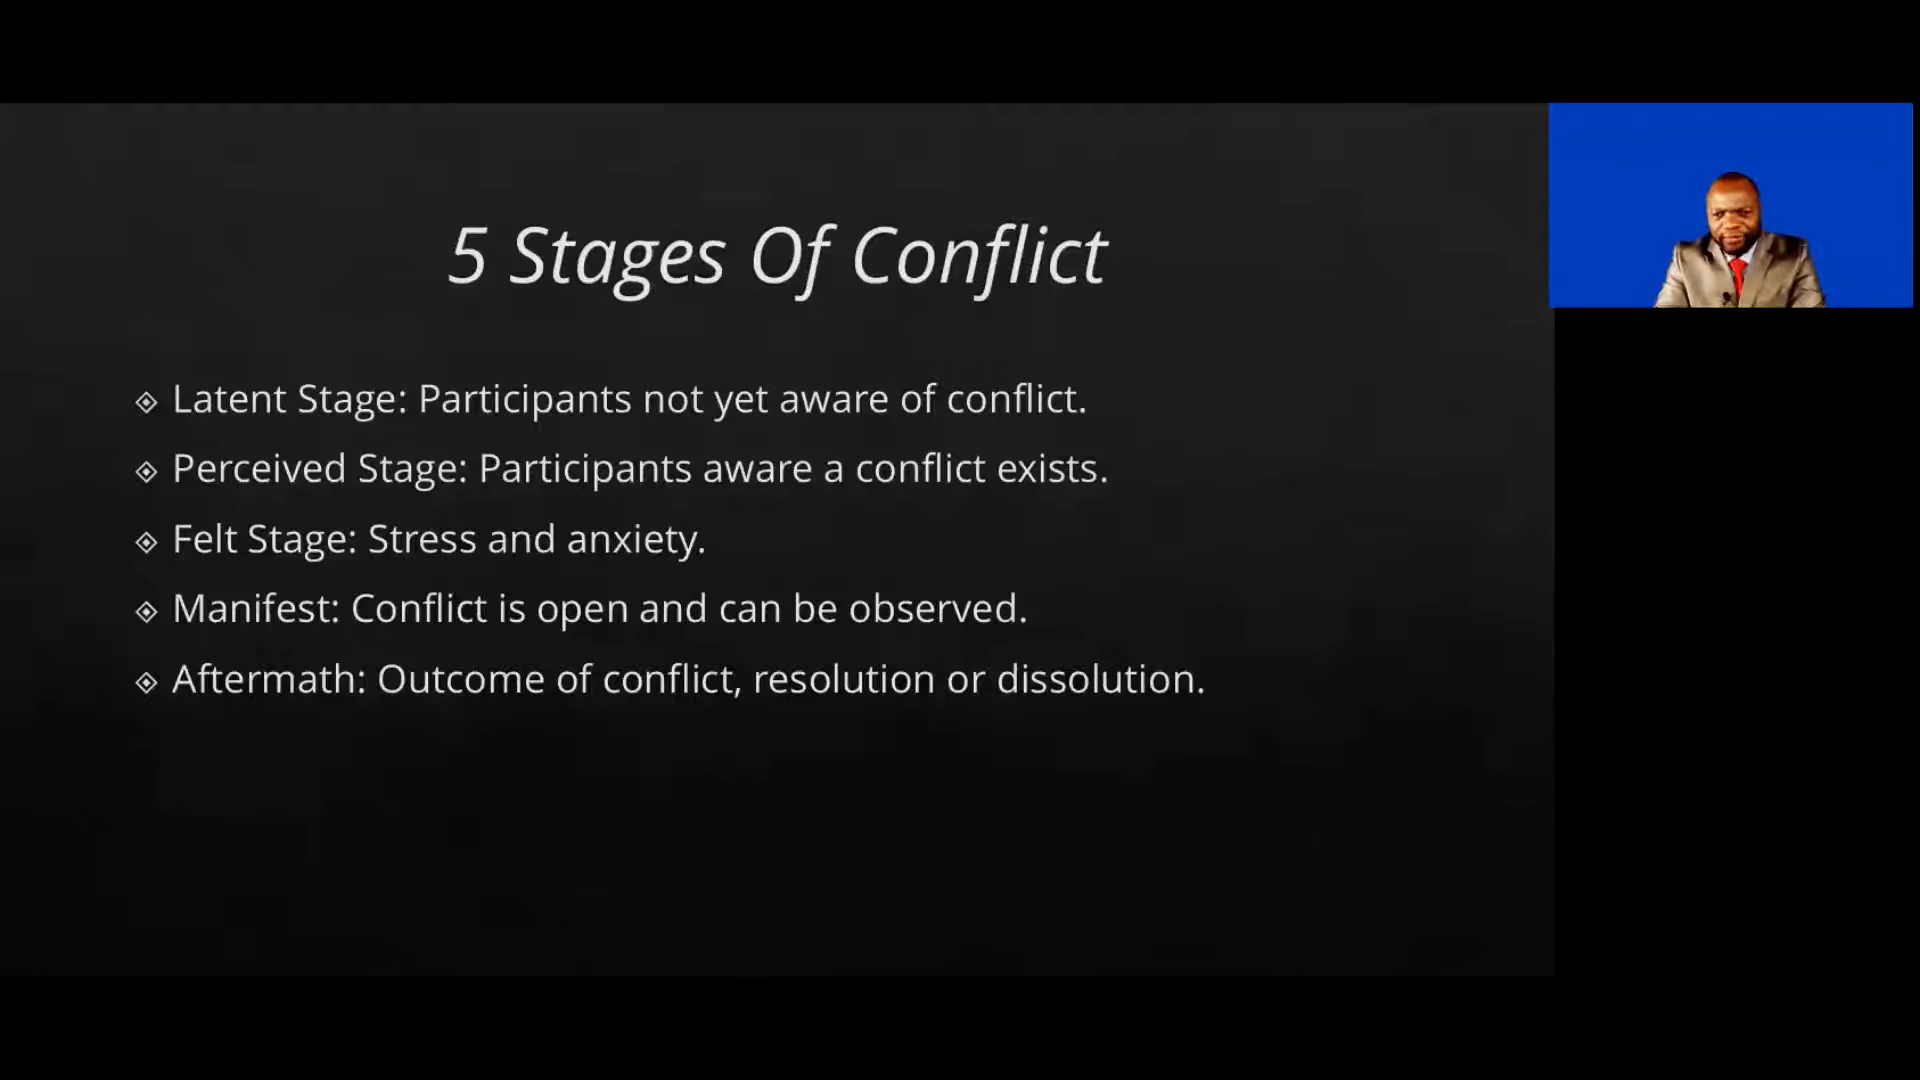 5 Stages Of Conflict
Latent Stage: Participants not yet aware of conflict.
Perceived Stage: Participants aware a conflict exists.
Felt Stage: Stress and anxiety.
Manifest: Conflict is open and can be observed.
Aftermath: Outcome of conflict, resolution or dissolution.